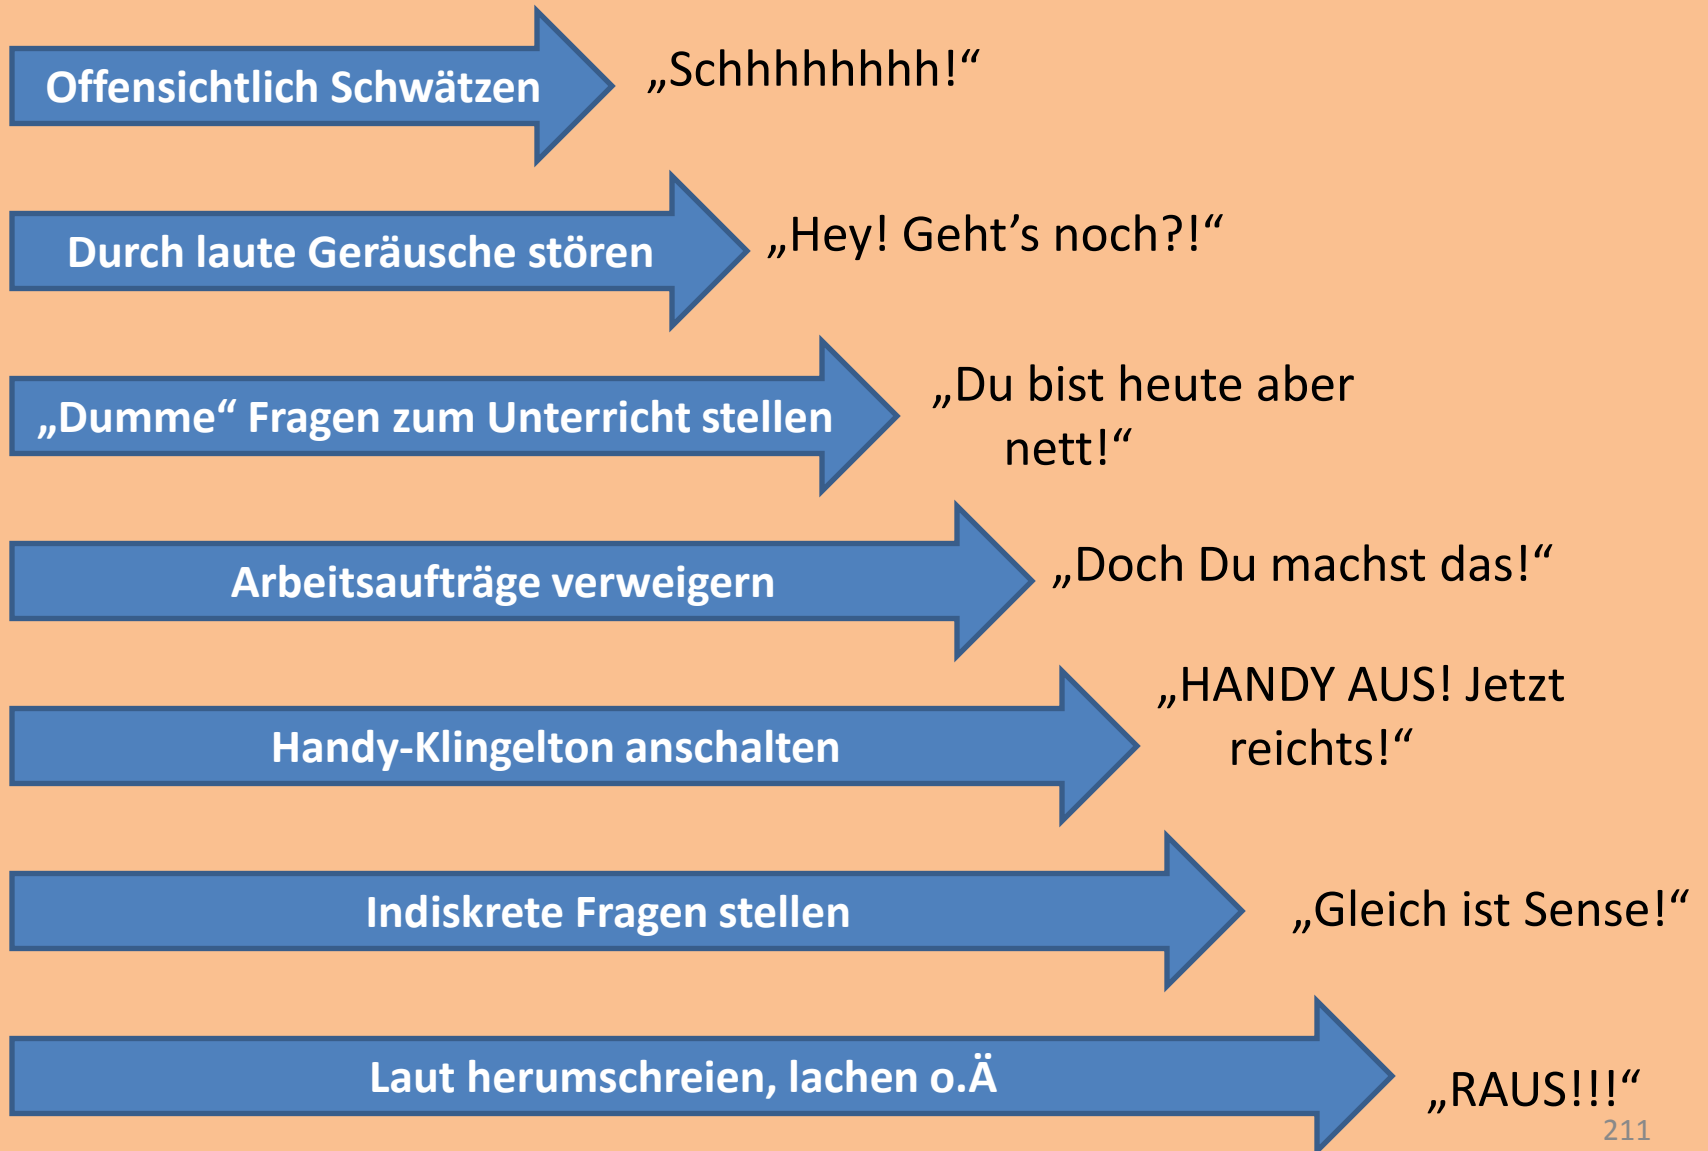 Offensichtlich Schwätzen
„Schhhhhhhh!“
Durch laute Geräusche stören
„Hey! Geht’s noch?!“
„Dumme“ Fragen zum Unterricht stellen
„Du bist heute aber
nett!“
Arbeitsaufträge verweigern
„Doch Du machst das!“
Handy-Klingelton anschalten
„HANDY AUS! Jetzt
reichts!“
Indiskrete Fragen stellen
„Gleich ist Sense!“
Laut herumschreien, lachen o.Ä
„RAUS!!!“
211